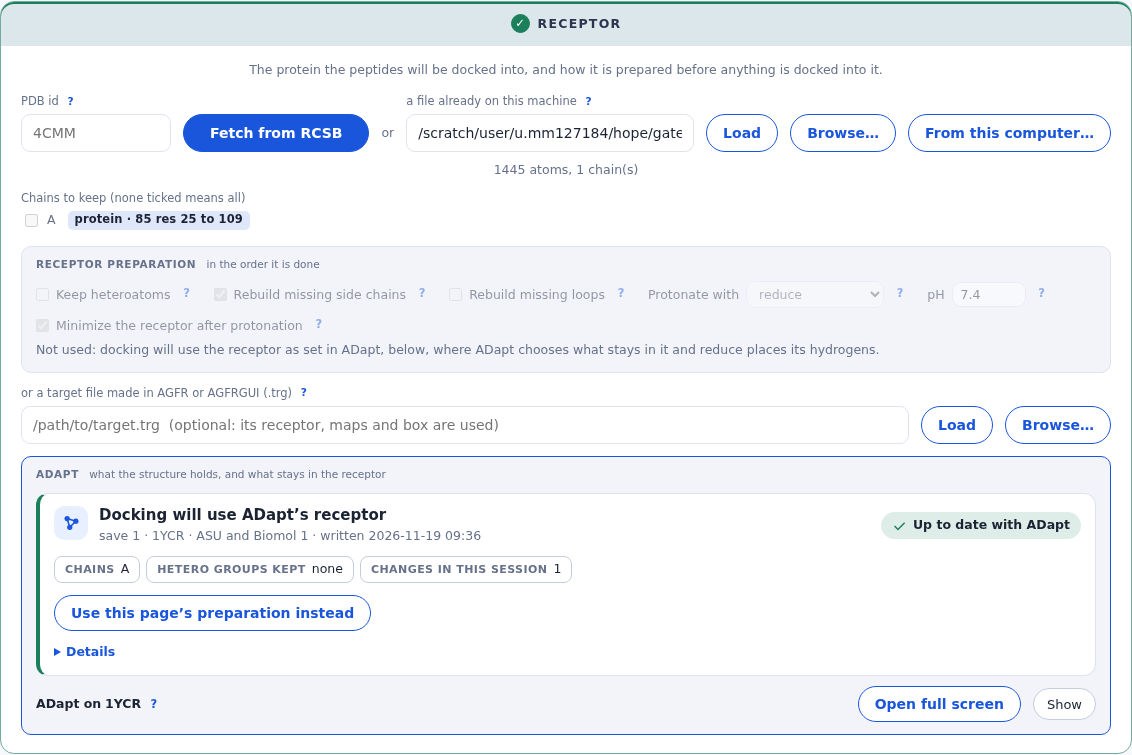 ✓ RECEPTOR
The protein the peptides will be docked into, and how it is prepared before anything is docked into it.
PDB id ? a file already on this machine ?
4CMM Fetch from RCSB or /scratch/user/u.mm127184/hope/gate Load Browse… From this computer…
1445 atoms, 1 chain(s)
Chains to keep (none ticked means all)
A protein · 85 res 25 to 109
RECEPTOR PREPARATION in the order it is done
Keep heteroatoms ? Rebuild missing side chains ? Rebuild missing loops ? Protonate with reduce ? pH 7.4 ?
Minimize the receptor after protonation ?
Not used: docking will use the receptor as set in ADapt, below, where ADapt chooses what stays in it and reduce places its hydrogens.
or a target file made in AGFR or AGFRGUI (.trg) ?
/path/to/target.trg (optional: its receptor, maps and box are used) Load Browse…
ADAPT what the structure holds, and what stays in the receptor
Docking will use ADapt’s receptor
save 1 · 1YCR · ASU and Biomol 1 · written 2026-11-19 09:36
✓ Up to date with ADapt
CHAINS A HETERO GROUPS KEPT none CHANGES IN THIS SESSION 1
Use this page’s preparation instead
Details
ADapt on 1YCR ? Open full screen Show